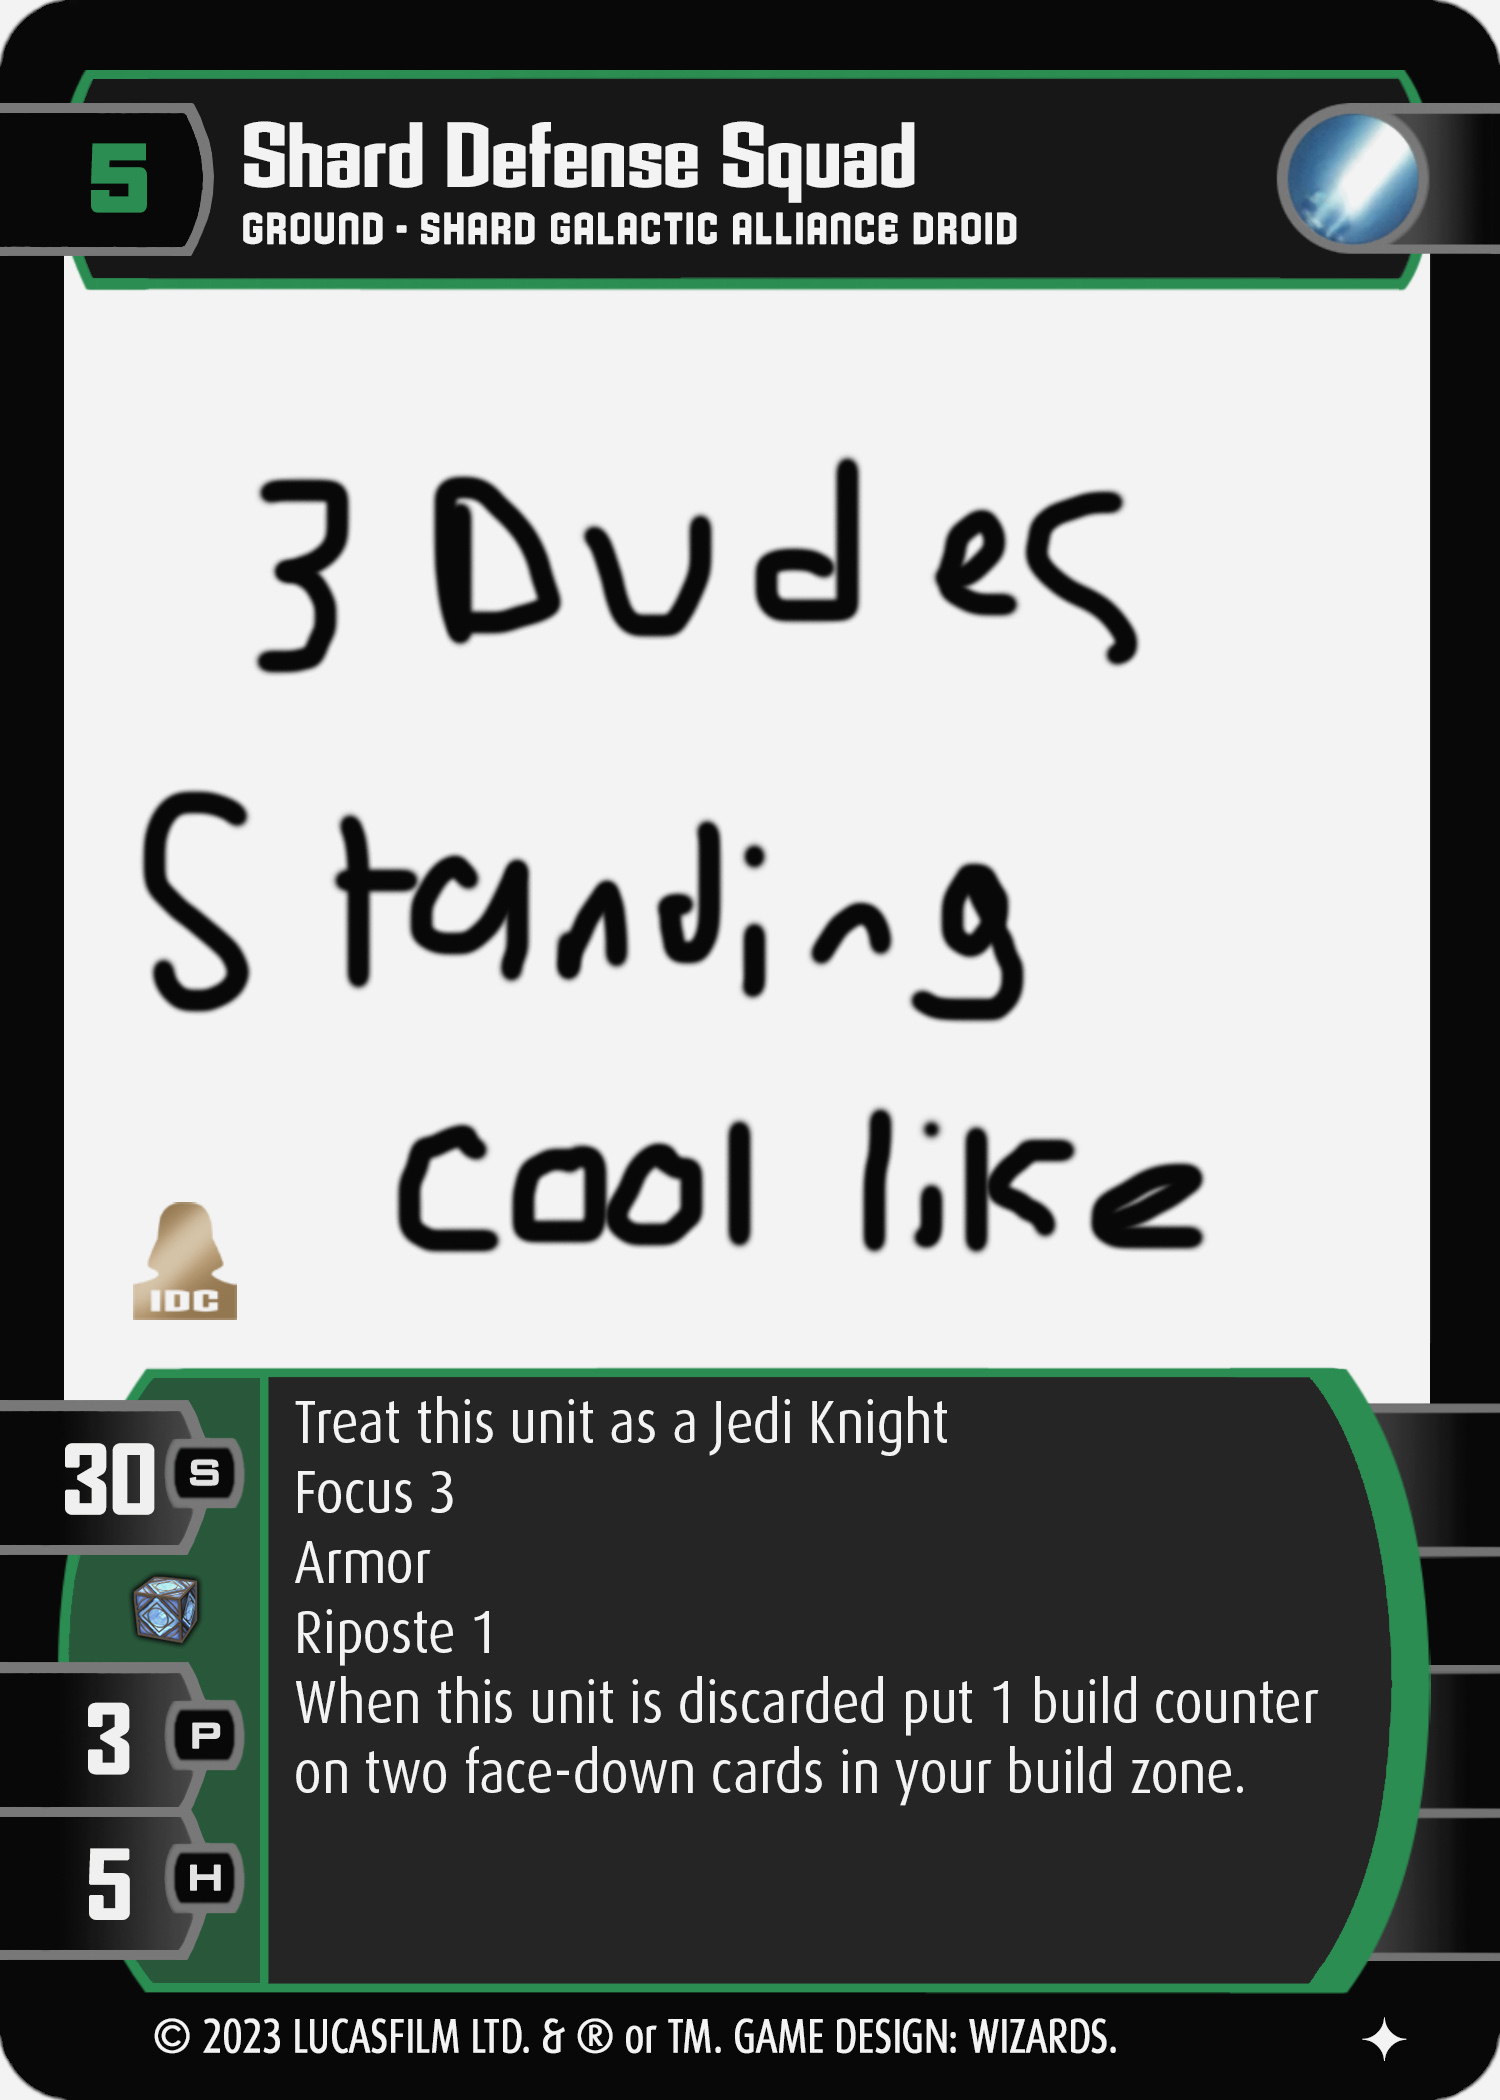 5
Shard Defense Squad
GROUND - SHARD GALACTIC ALLIANCE DROID
3 Dudes
Standing
Cool like
IDC
30 S
3 P
5 H
Treat this unit as a Jedi Knight
Focus 3
Armor
Riposte 1
When this unit is discarded put 1 build counter
on two face-down cards in your build zone.
© 2023 LUCASFILM LTD. & ® or TM. GAME DESIGN: WIZARDS.